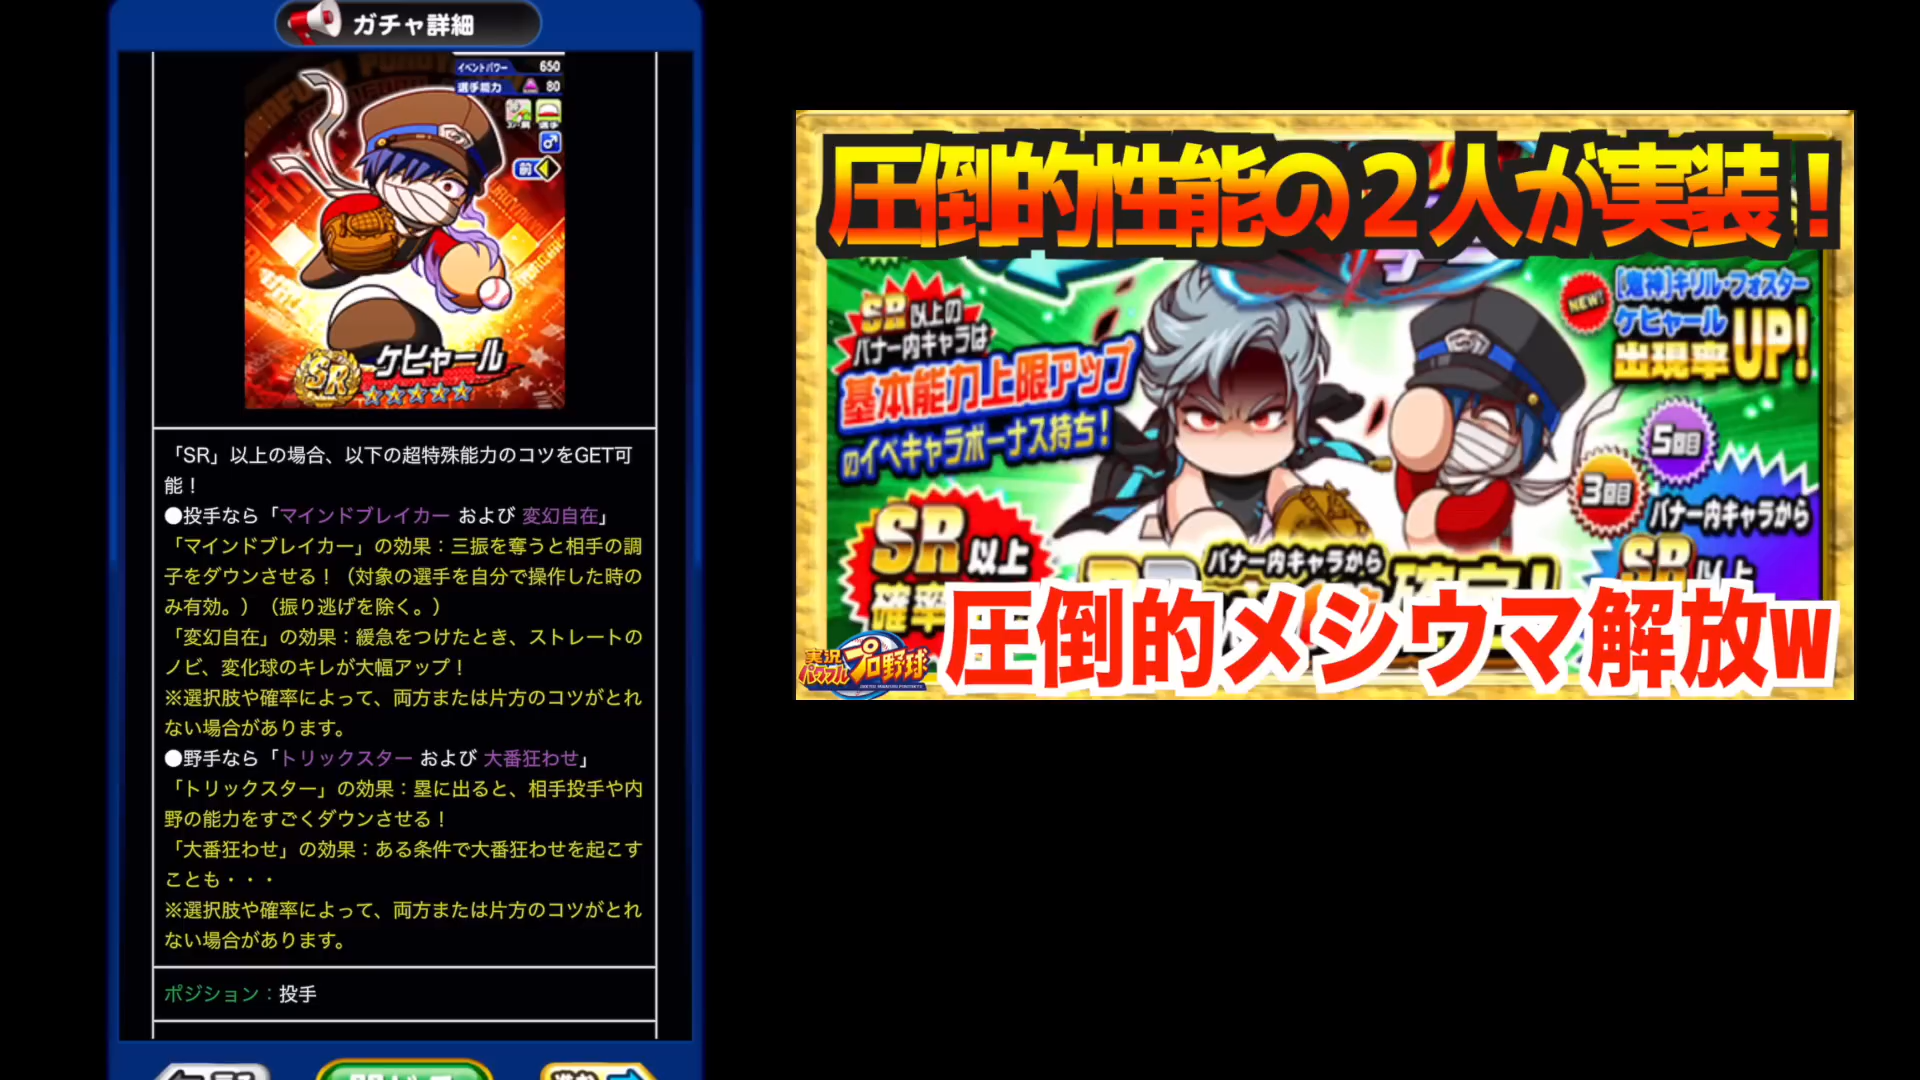 ガチャ詳細
イベントパワー 650
選手能力 80
前
SR ケビャール
「SR」以上の場合、以下の超特殊能力のコツをGET可
能！
●投手なら「マインドブレイカー および 変幻自在」
「マインドブレイカー」の効果：三振を奪うと相手の調
子をダウンさせる！（対象の選手を自分で操作した時の
み有効。）（振り逃げを除く。）
「変幻自在」の効果：緩急をつけたとき、ストレートの
ノビ、変化球のキレが大幅アップ！
※選択肢や確率によって、両方または片方のコツがとれ
ない場合があります。
●野手なら「トリックスター および 大番狂わせ」
「トリックスター」の効果：塁に出ると、相手投手や内
野の能力をすごくダウンさせる！
「大番狂わせ」の効果：ある条件で大番狂わせを起こす
ことも・・・
※選択肢や確率によって、両方または片方のコツがとれ
ない場合があります。
ポジション：投手
圧倒的性能の２人が実装！
SR以上の
バナー内キャラは
基本能力上限アップ
のイベキャラボーナス持ち！
NEW!
[鬼神]キリル・フォスター
ケビャール
出現率UP!
5回目
3回目
バナー内キャラから
SR以上
SR以上
確率
バナー内キャラから
圧倒的メシウマ解放w
実況
パワフル
プロ野球